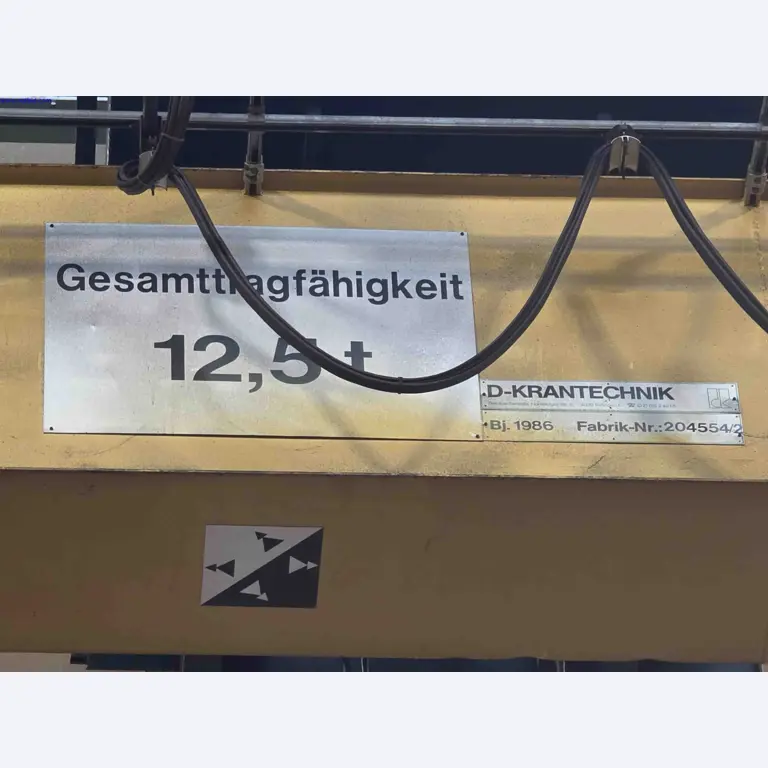 Gesamttragfähigkeit
12,5 t
D-KRANTECHNIK
Bj. 1986 Fabrik-Nr.: 204554/2